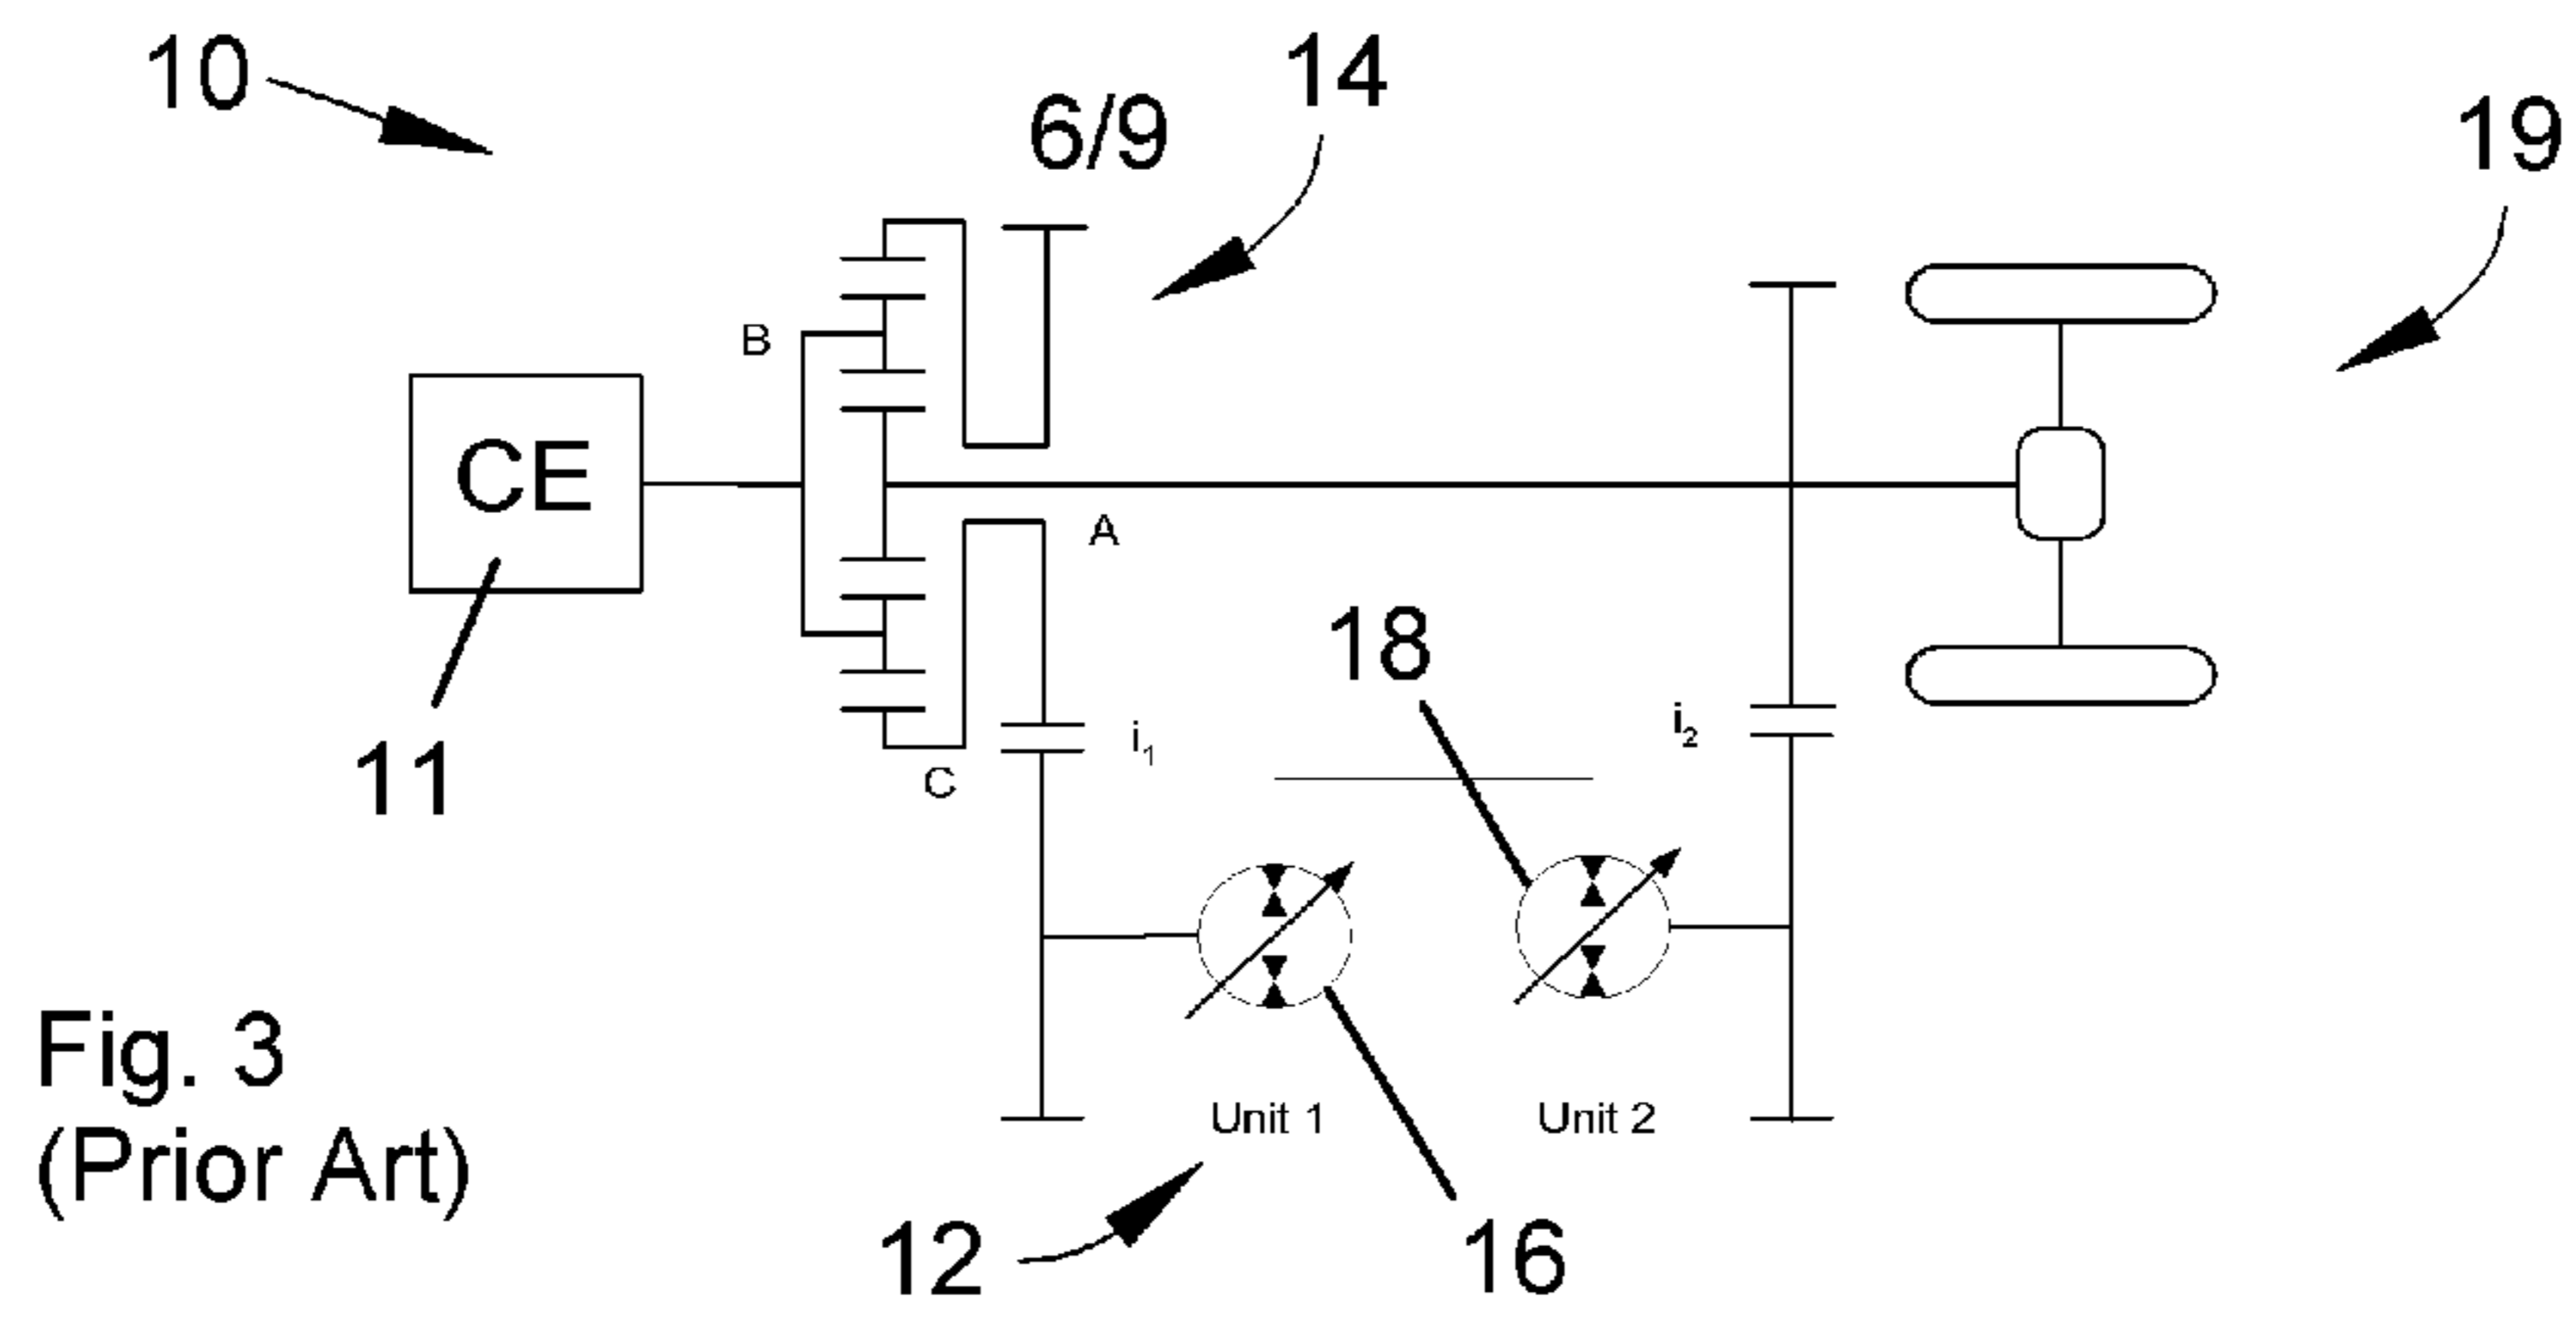 10
14
6/9
19
B
CE
A
18
11
i₁
i₂
C
Unit 1
Unit 2
Fig. 3
(Prior Art)
12
16